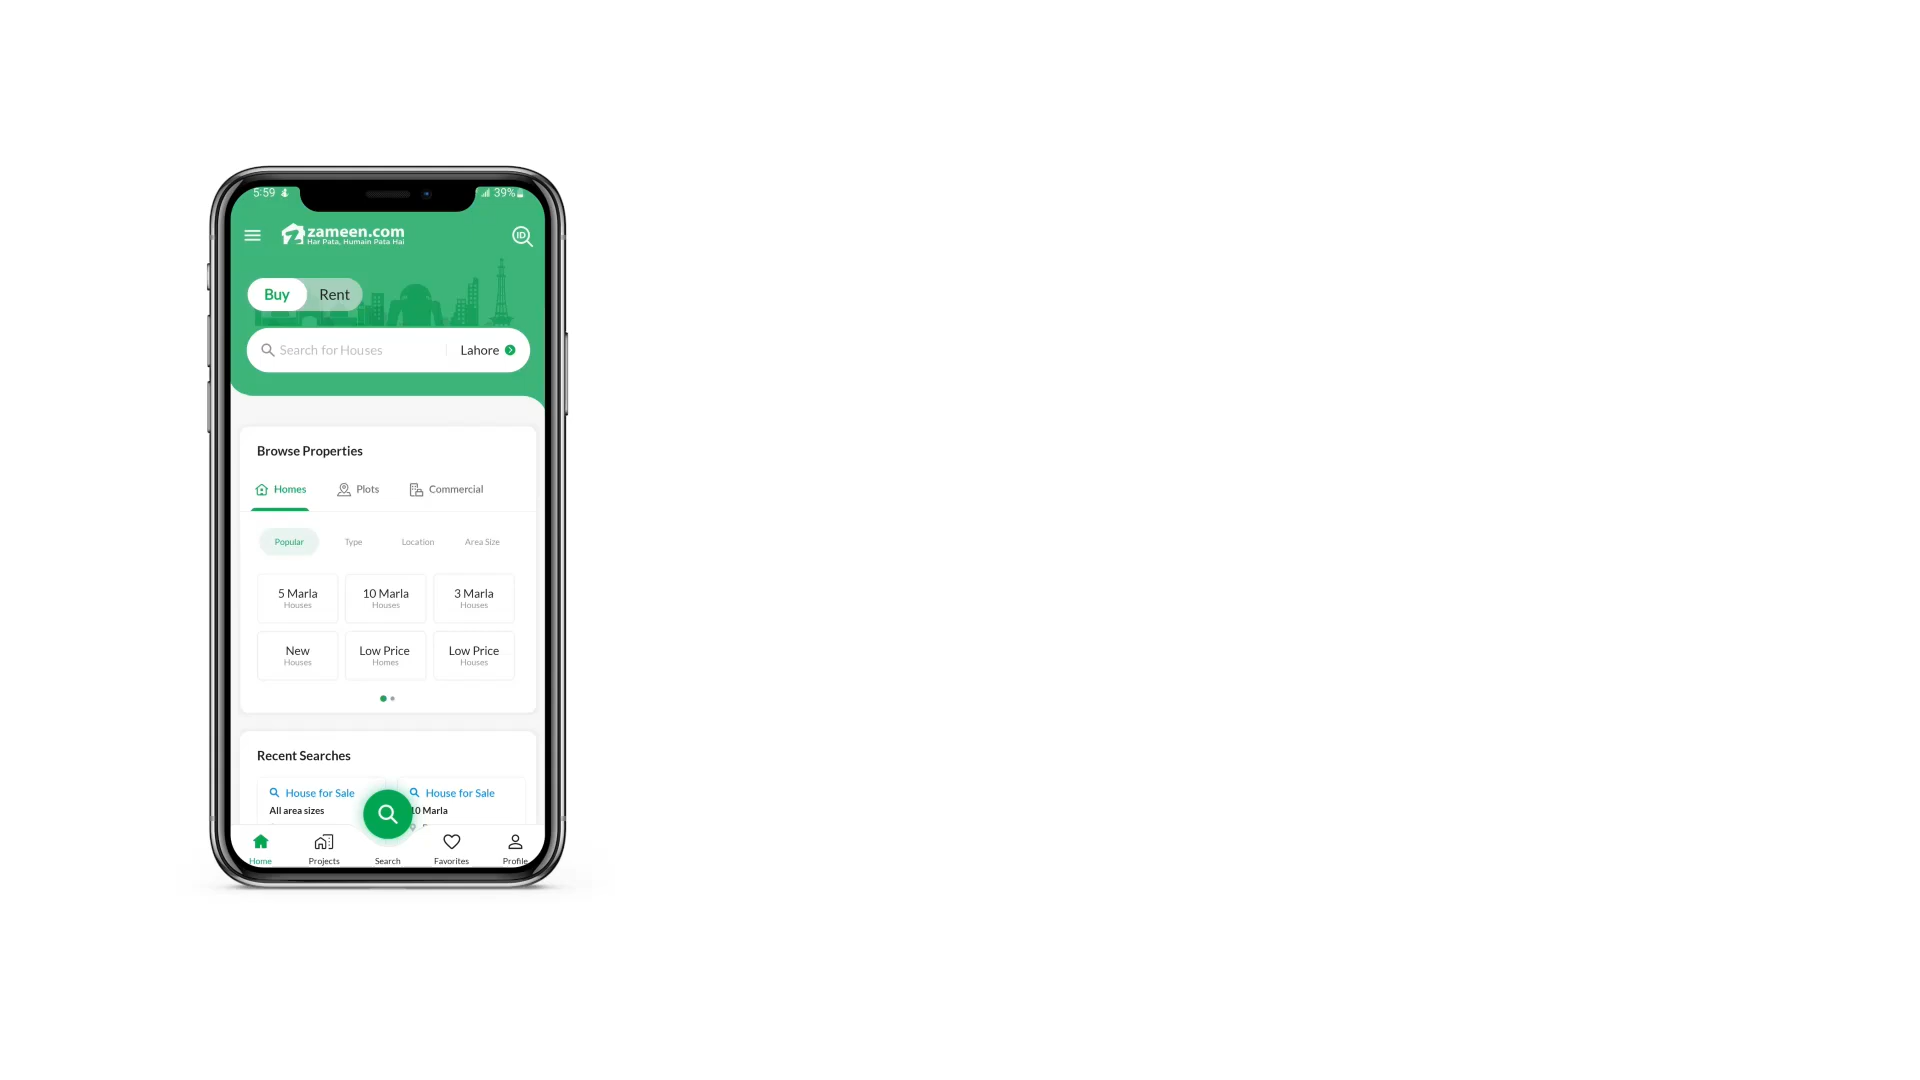 5:59
39%
zameen.com
Har Pata, Humain Pata Hai
ID
Buy
Rent
Search for Houses
Lahore
Browse Properties
Homes
Plots
Commercial
Popular
Type
Location
Area Size
5 Marla
Houses
10 Marla
Houses
3 Marla
Houses
New
Houses
Low Price
Homes
Low Price
Houses
Recent Searches
House for Sale
All area sizes
House for Sale
10 Marla
Home
Projects
Search
Favorites
Profile